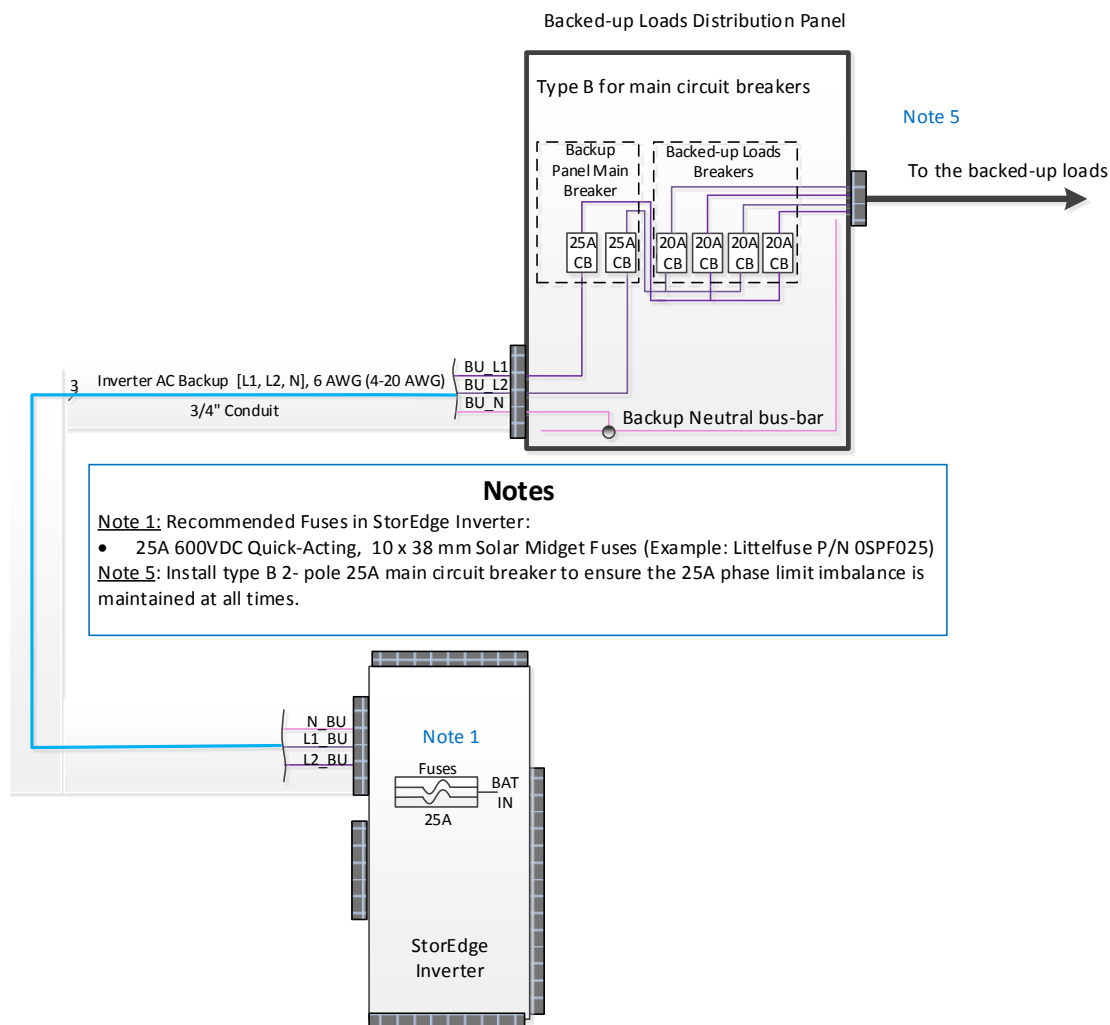 Backed-up Loads Distribution Panel
Type B for main circuit breakers
Note 5
To the backed-up loads
Backup
Panel Main
Breaker
Backed-up Loads
Breakers
25A
CB
25A
CB
20A
CB
20A
CB
20A
CB
20A
CB
3
Inverter AC Backup [L1, L2, N], 6 AWG (4-20 AWG)
3/4" Conduit
BU_L1
BU_L2
BU_N
Backup Neutral bus-bar
Notes
Note 1: Recommended Fuses in StorEdge Inverter:
• 25A 600VDC Quick-Acting, 10 x 38 mm Solar Midget Fuses (Example: Littelfuse P/N 0SPF025)
Note 5: Install type B 2- pole 25A main circuit breaker to ensure the 25A phase limit imbalance is
maintained at all times.
N_BU
L1_BU
L2_BU
Note 1
Fuses
25A
BAT
IN
StorEdge
Inverter